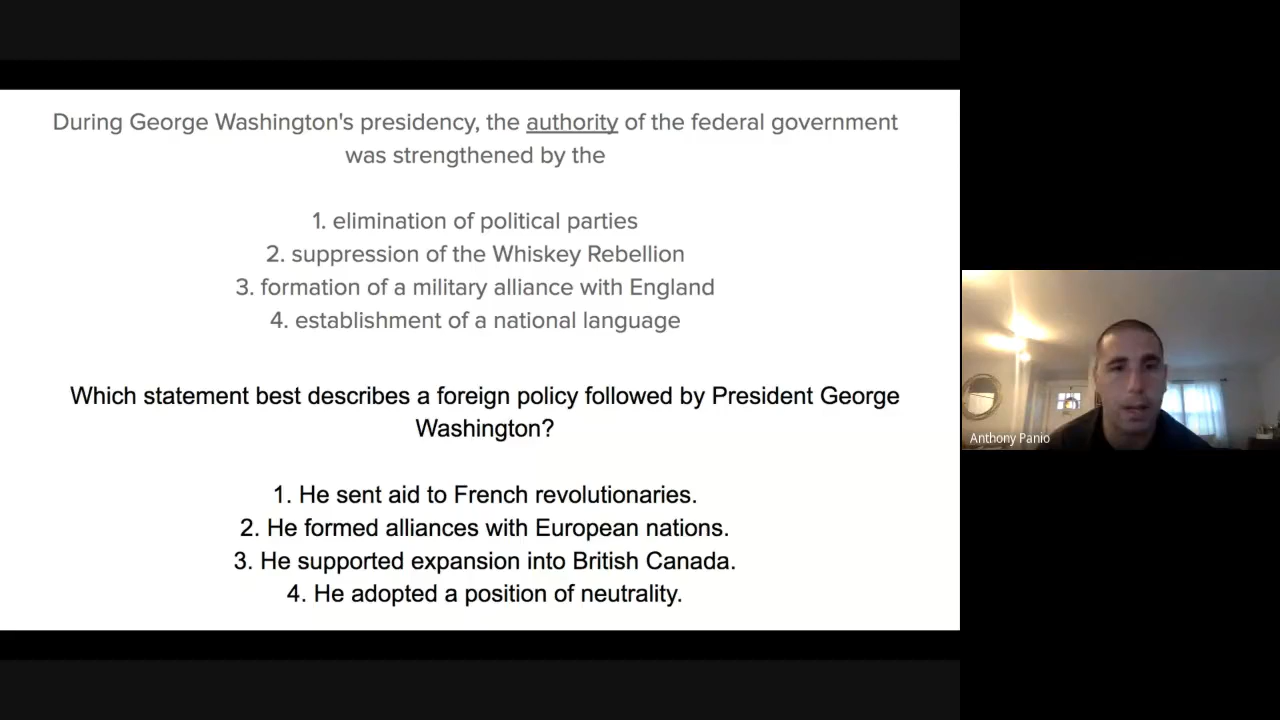 During George Washington's presidency, the authority of the federal government
was strengthened by the
1. elimination of political parties
2. suppression of the Whiskey Rebellion
3. formation of a military alliance with England
4. establishment of a national language
Which statement best describes a foreign policy followed by President George
Washington?
1. He sent aid to French revolutionaries.
2. He formed alliances with European nations.
3. He supported expansion into British Canada.
4. He adopted a position of neutrality.
Anthony Panio